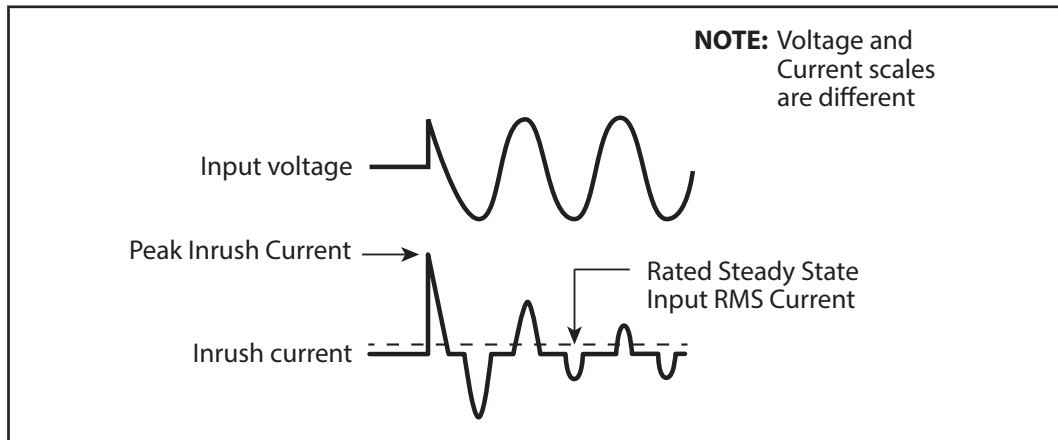 NOTE: Voltage and
Current scales
are different
Input voltage
Peak Inrush Current
Rated Steady State
Input RMS Current
Inrush current